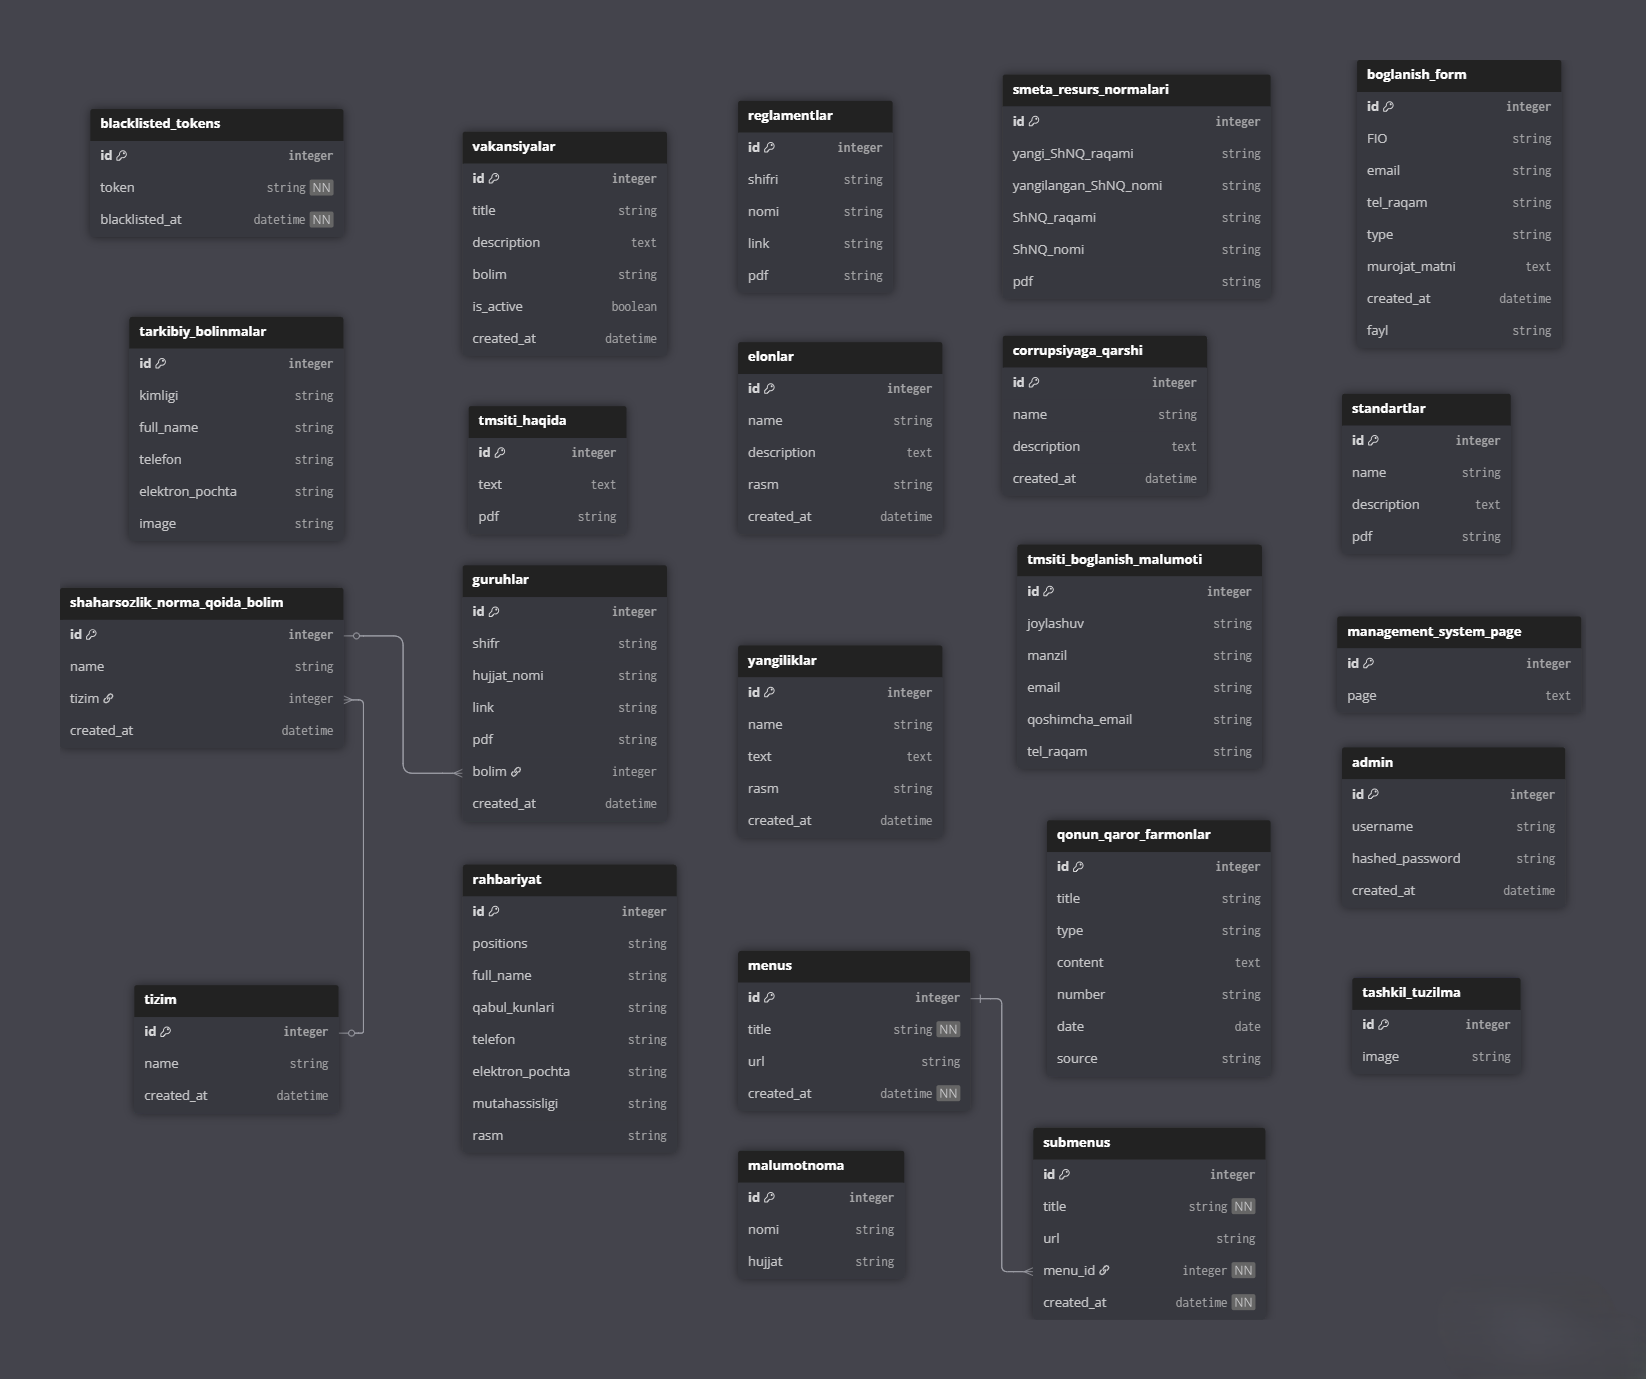 blacklisted_tokens
id integer
token string NN
blacklisted_at datetime NN
tarkibiy_bolinmalar
id integer
kimligi string
full_name string
telefon string
elektron_pochta string
image string
shaharsozlik_norma_qoida_bolim
id integer
name string
tizim integer
created_at datetime
tizim
id integer
name string
created_at datetime
vakansiyalar
id integer
title string
description text
bolim string
is_active boolean
created_at datetime
tmsiti_haqida
id integer
text text
pdf string
guruhlar
id integer
shifr string
hujjat_nomi string
link string
pdf string
bolim integer
created_at datetime
rahbariyat
id integer
positions string
full_name string
qabul_kunlari string
telefon string
elektron_pochta string
mutahassisligi string
rasm string
reglamentlar
id integer
shifri string
nomi string
link string
pdf string
elonlar
id integer
name string
description text
rasm string
created_at datetime
yangiliklar
id integer
name string
text text
rasm string
created_at datetime
menus
id integer
title string NN
url string
created_at datetime NN
malumotnoma
id integer
nomi string
hujjat string
smeta_resurs_normalari
id integer
yangi_ShNQ_raqami string
yangilangan_ShNQ_nomi string
ShNQ_raqami string
ShNQ_nomi string
pdf string
corrupsiyaga_qarshi
id integer
name string
description text
created_at datetime
tmsiti_boglanish_malumoti
id integer
joylashuv string
manzil string
email string
qoshimcha_email string
tel_raqam string
qonun_qaror_farmonlar
id integer
title string
type string
content text
number string
date date
source string
submenus
id integer
title string NN
url string
menu_id integer NN
created_at datetime NN
boglanish_form
id integer
FIO string
email string
tel_raqam string
type string
murojat_matni text
created_at datetime
fayl string
standartlar
id integer
name string
description text
pdf string
management_system_page
id integer
page text
admin
id integer
username string
hashed_password string
created_at datetime
tashkil_tuzilma
id integer
image string